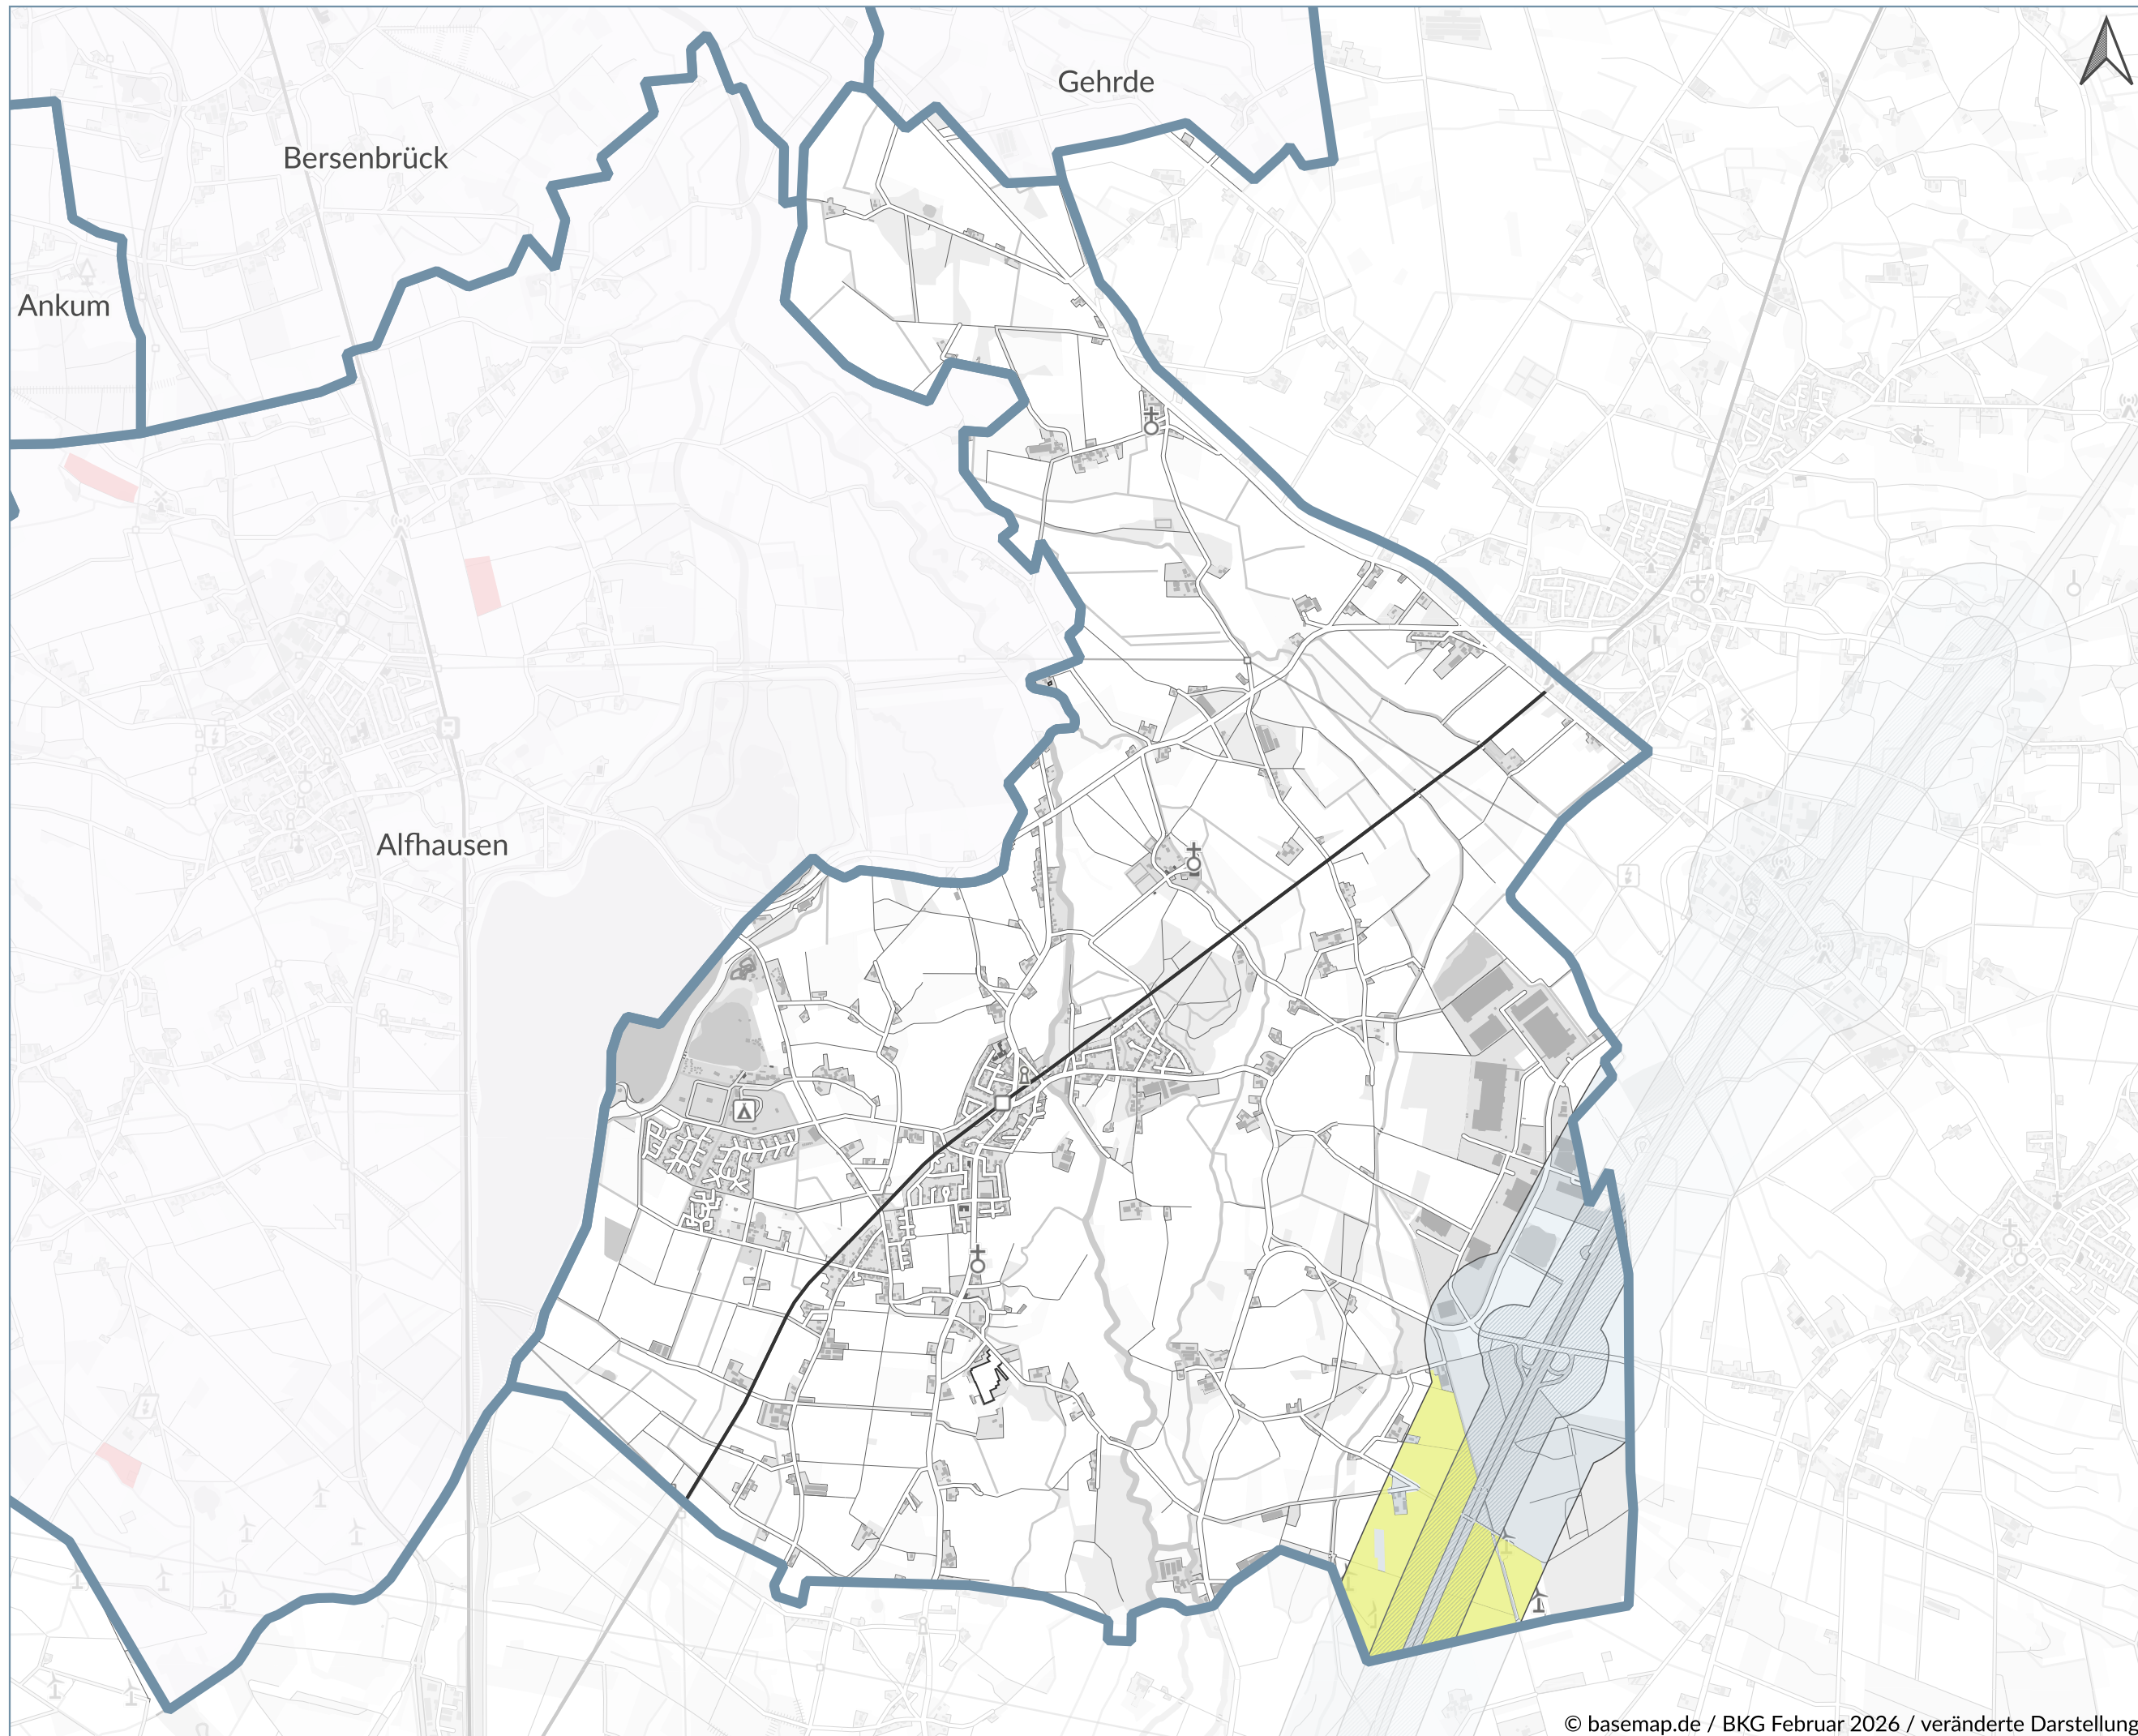 Gehrde
Bersenbrück
Ankum
Alfhausen
© basemap.de / BKG Februar 2026 / veränderte Darstellung